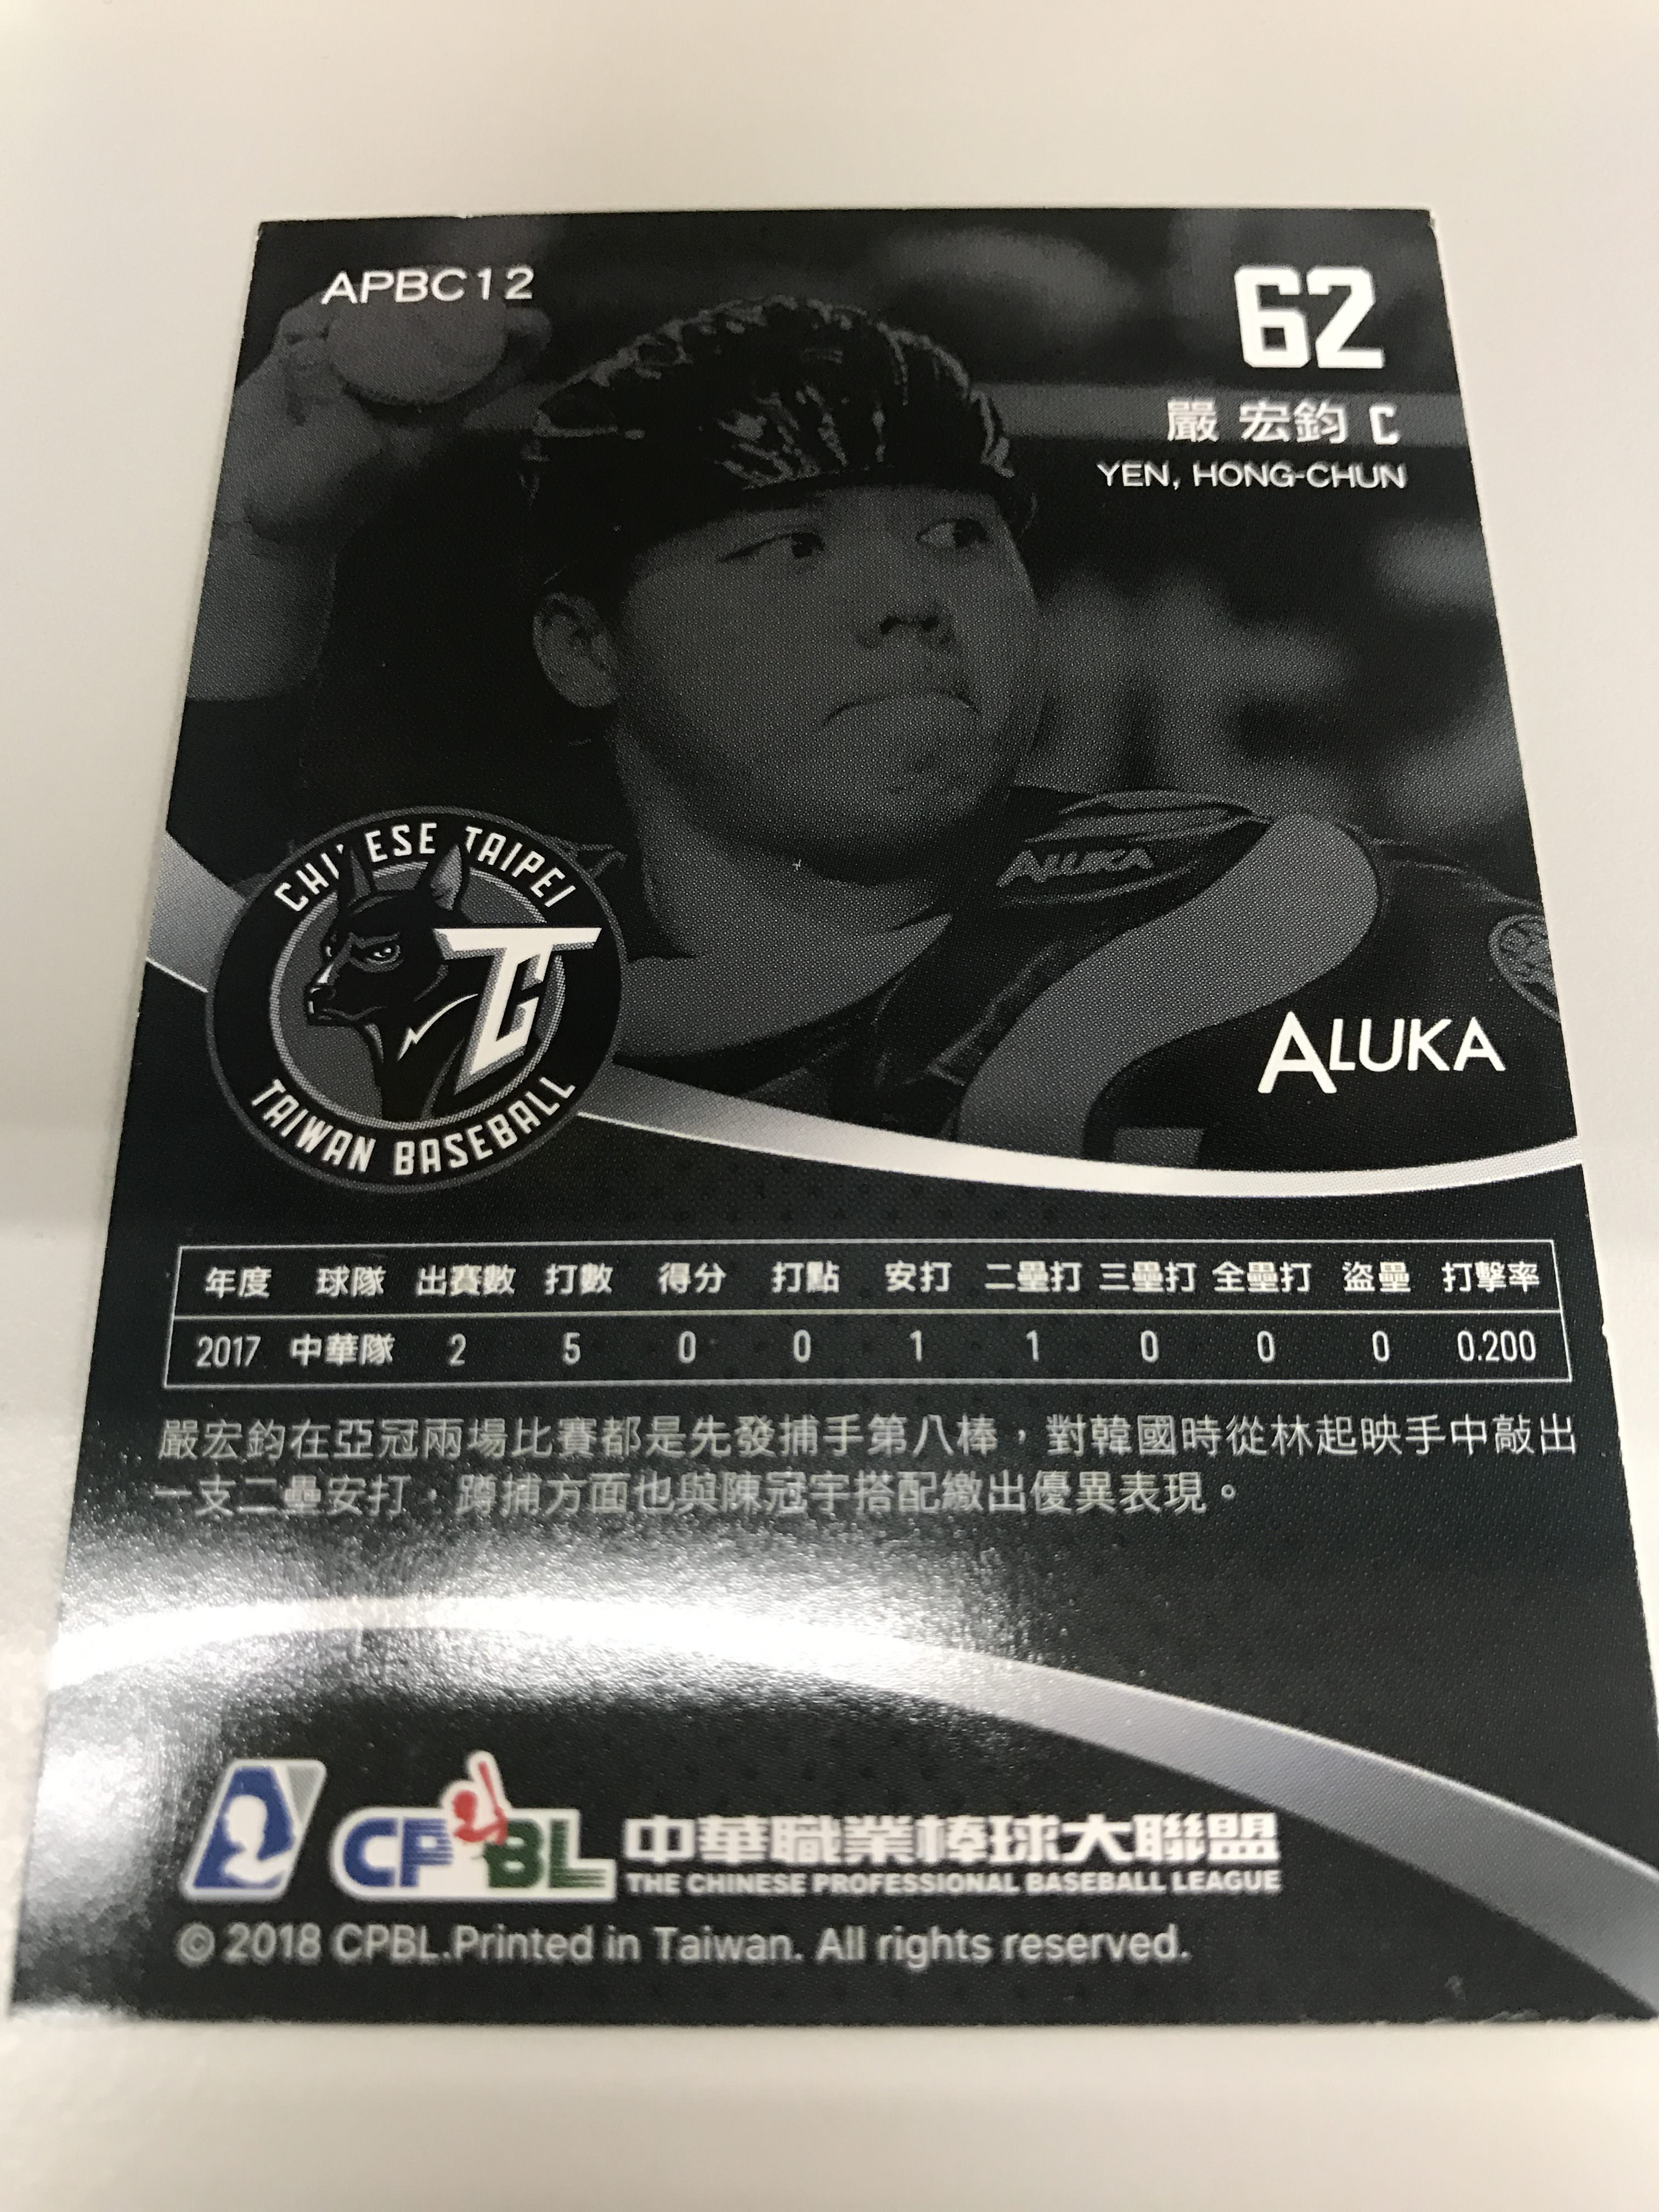 APBC12
62
嚴 宏鈞 C
YEN, HONG-CHUN
ALUKA
CHINESE TAIPEI
TC
TAIWAN BASEBALL
ALUKA
年度 球隊 出賽數 打數 得分 打點 安打 二壘打 三壘打 全壘打 盜壘 打擊率
2017 中華隊 2 5 0 0 1 1 0 0 0 0.200
嚴宏鈞在亞冠兩場比賽都是先發捕手第八棒，對韓國時從林起映手中敲出
一支二壘安打，蹲捕方面也與陳冠宇搭配繳出優異表現。
CPBL 中華職業棒球大聯盟
THE CHINESE PROFESSIONAL BASEBALL LEAGUE
© 2018 CPBL.Printed in Taiwan. All rights reserved.